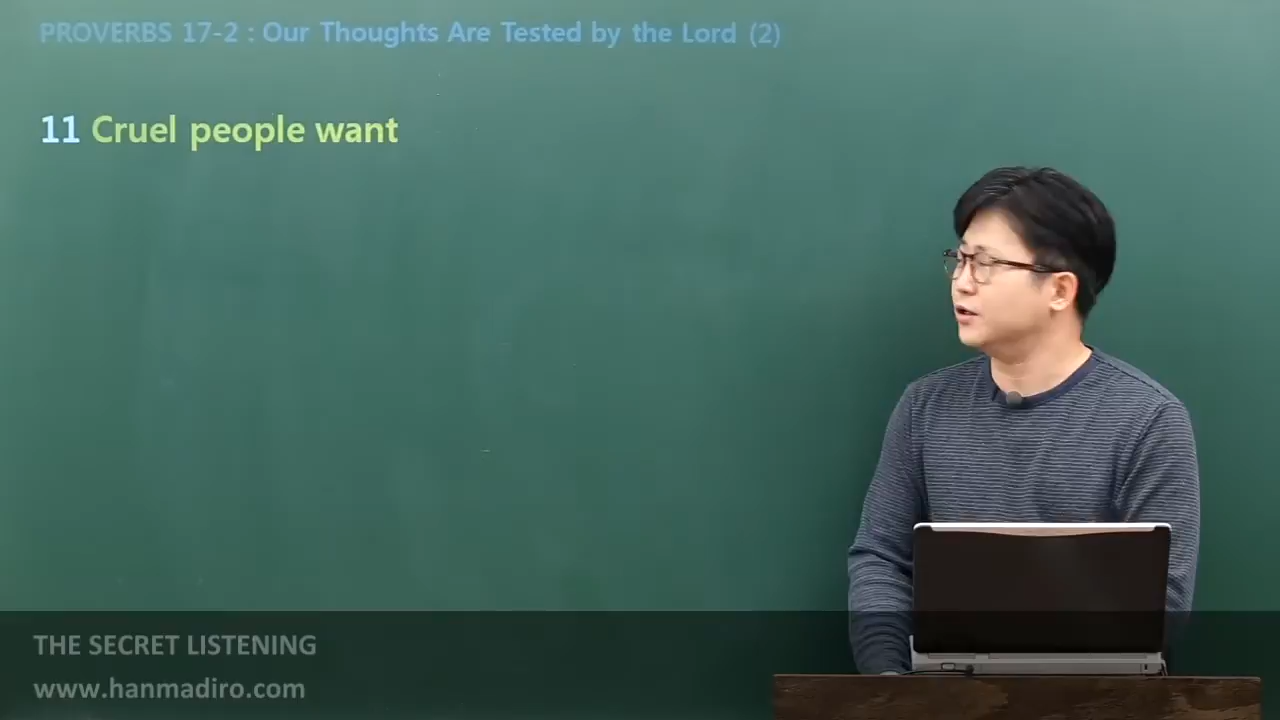 PROVERBS 17-2 : Our Thoughts Are Tested by the Lord (2)
11 Cruel people want
THE SECRET LISTENING
www.hanmadiro.com